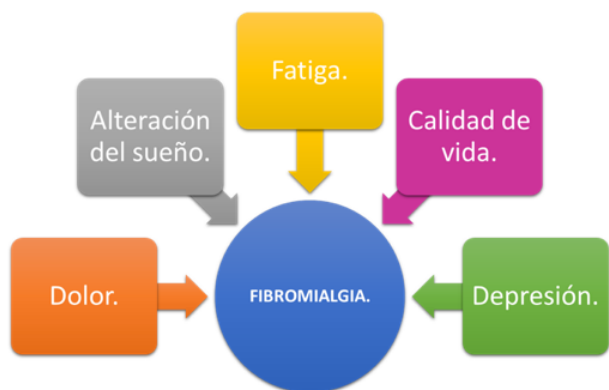 Fatiga.
Alteración
del sueño.
Calidad de
vida.
Dolor.
FIBROMIALGIA.
Depresión.